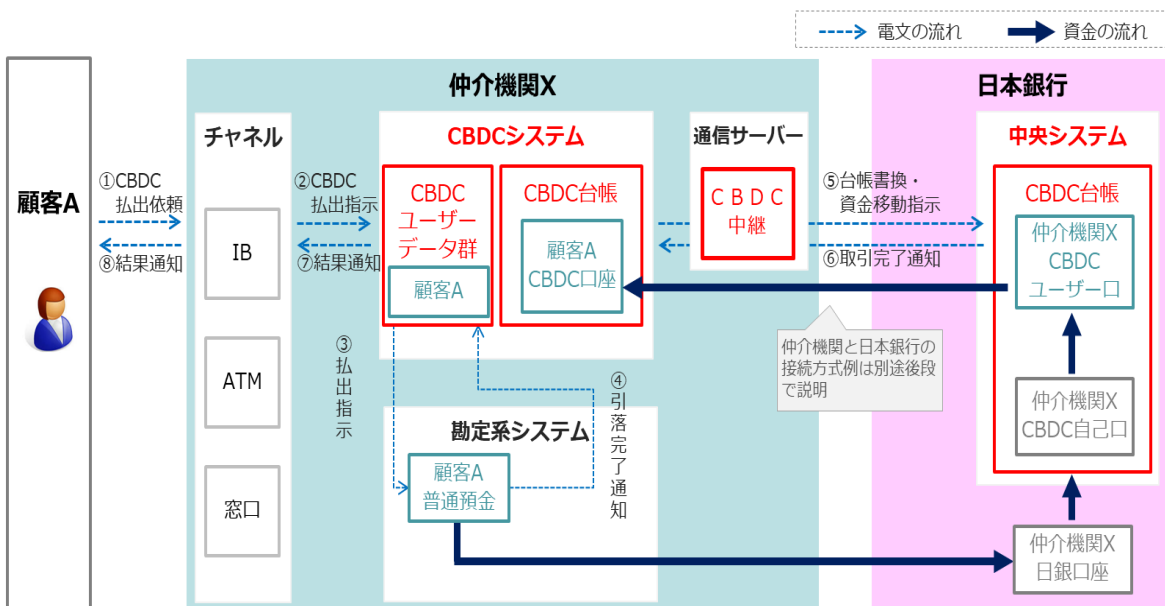 電文の流れ
資金の流れ
仲介機関X
日本銀行
チャネル
CBDCシステム
通信サーバー
中央システム
顧客A
①CBDC
払出依頼
⑧結果通知
IB
ATM
窓口
②CBDC
払出指示
⑦結果通知
CBDC
ユーザー
データ群
顧客A
CBDC台帳
顧客A
CBDC口座
CBDC
中継
⑤台帳書換・
資金移動指示
⑥取引完了通知
CBDC台帳
仲介機関X
CBDC
ユーザー口
仲介機関と日本銀行の
接続方式例は別途後段
で説明
仲介機関X
CBDC自己口
③払出指示
④引落完了通知
勘定系システム
顧客A
普通預金
仲介機関X
日銀口座